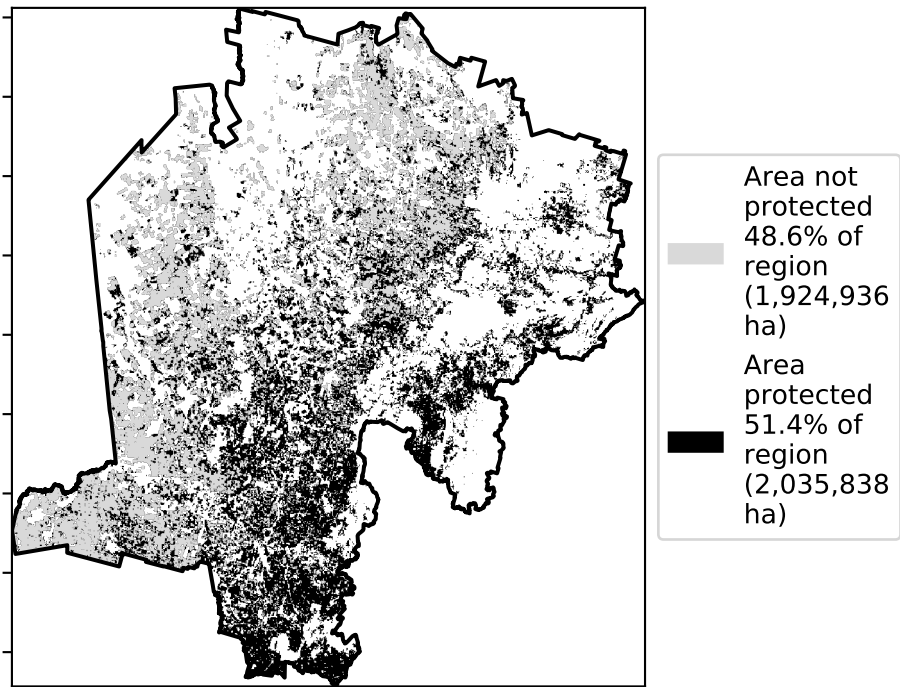 Area not
protected
48.6% of
region
(1,924,936
ha)
Area
protected
51.4% of
region
(2,035,838
ha)